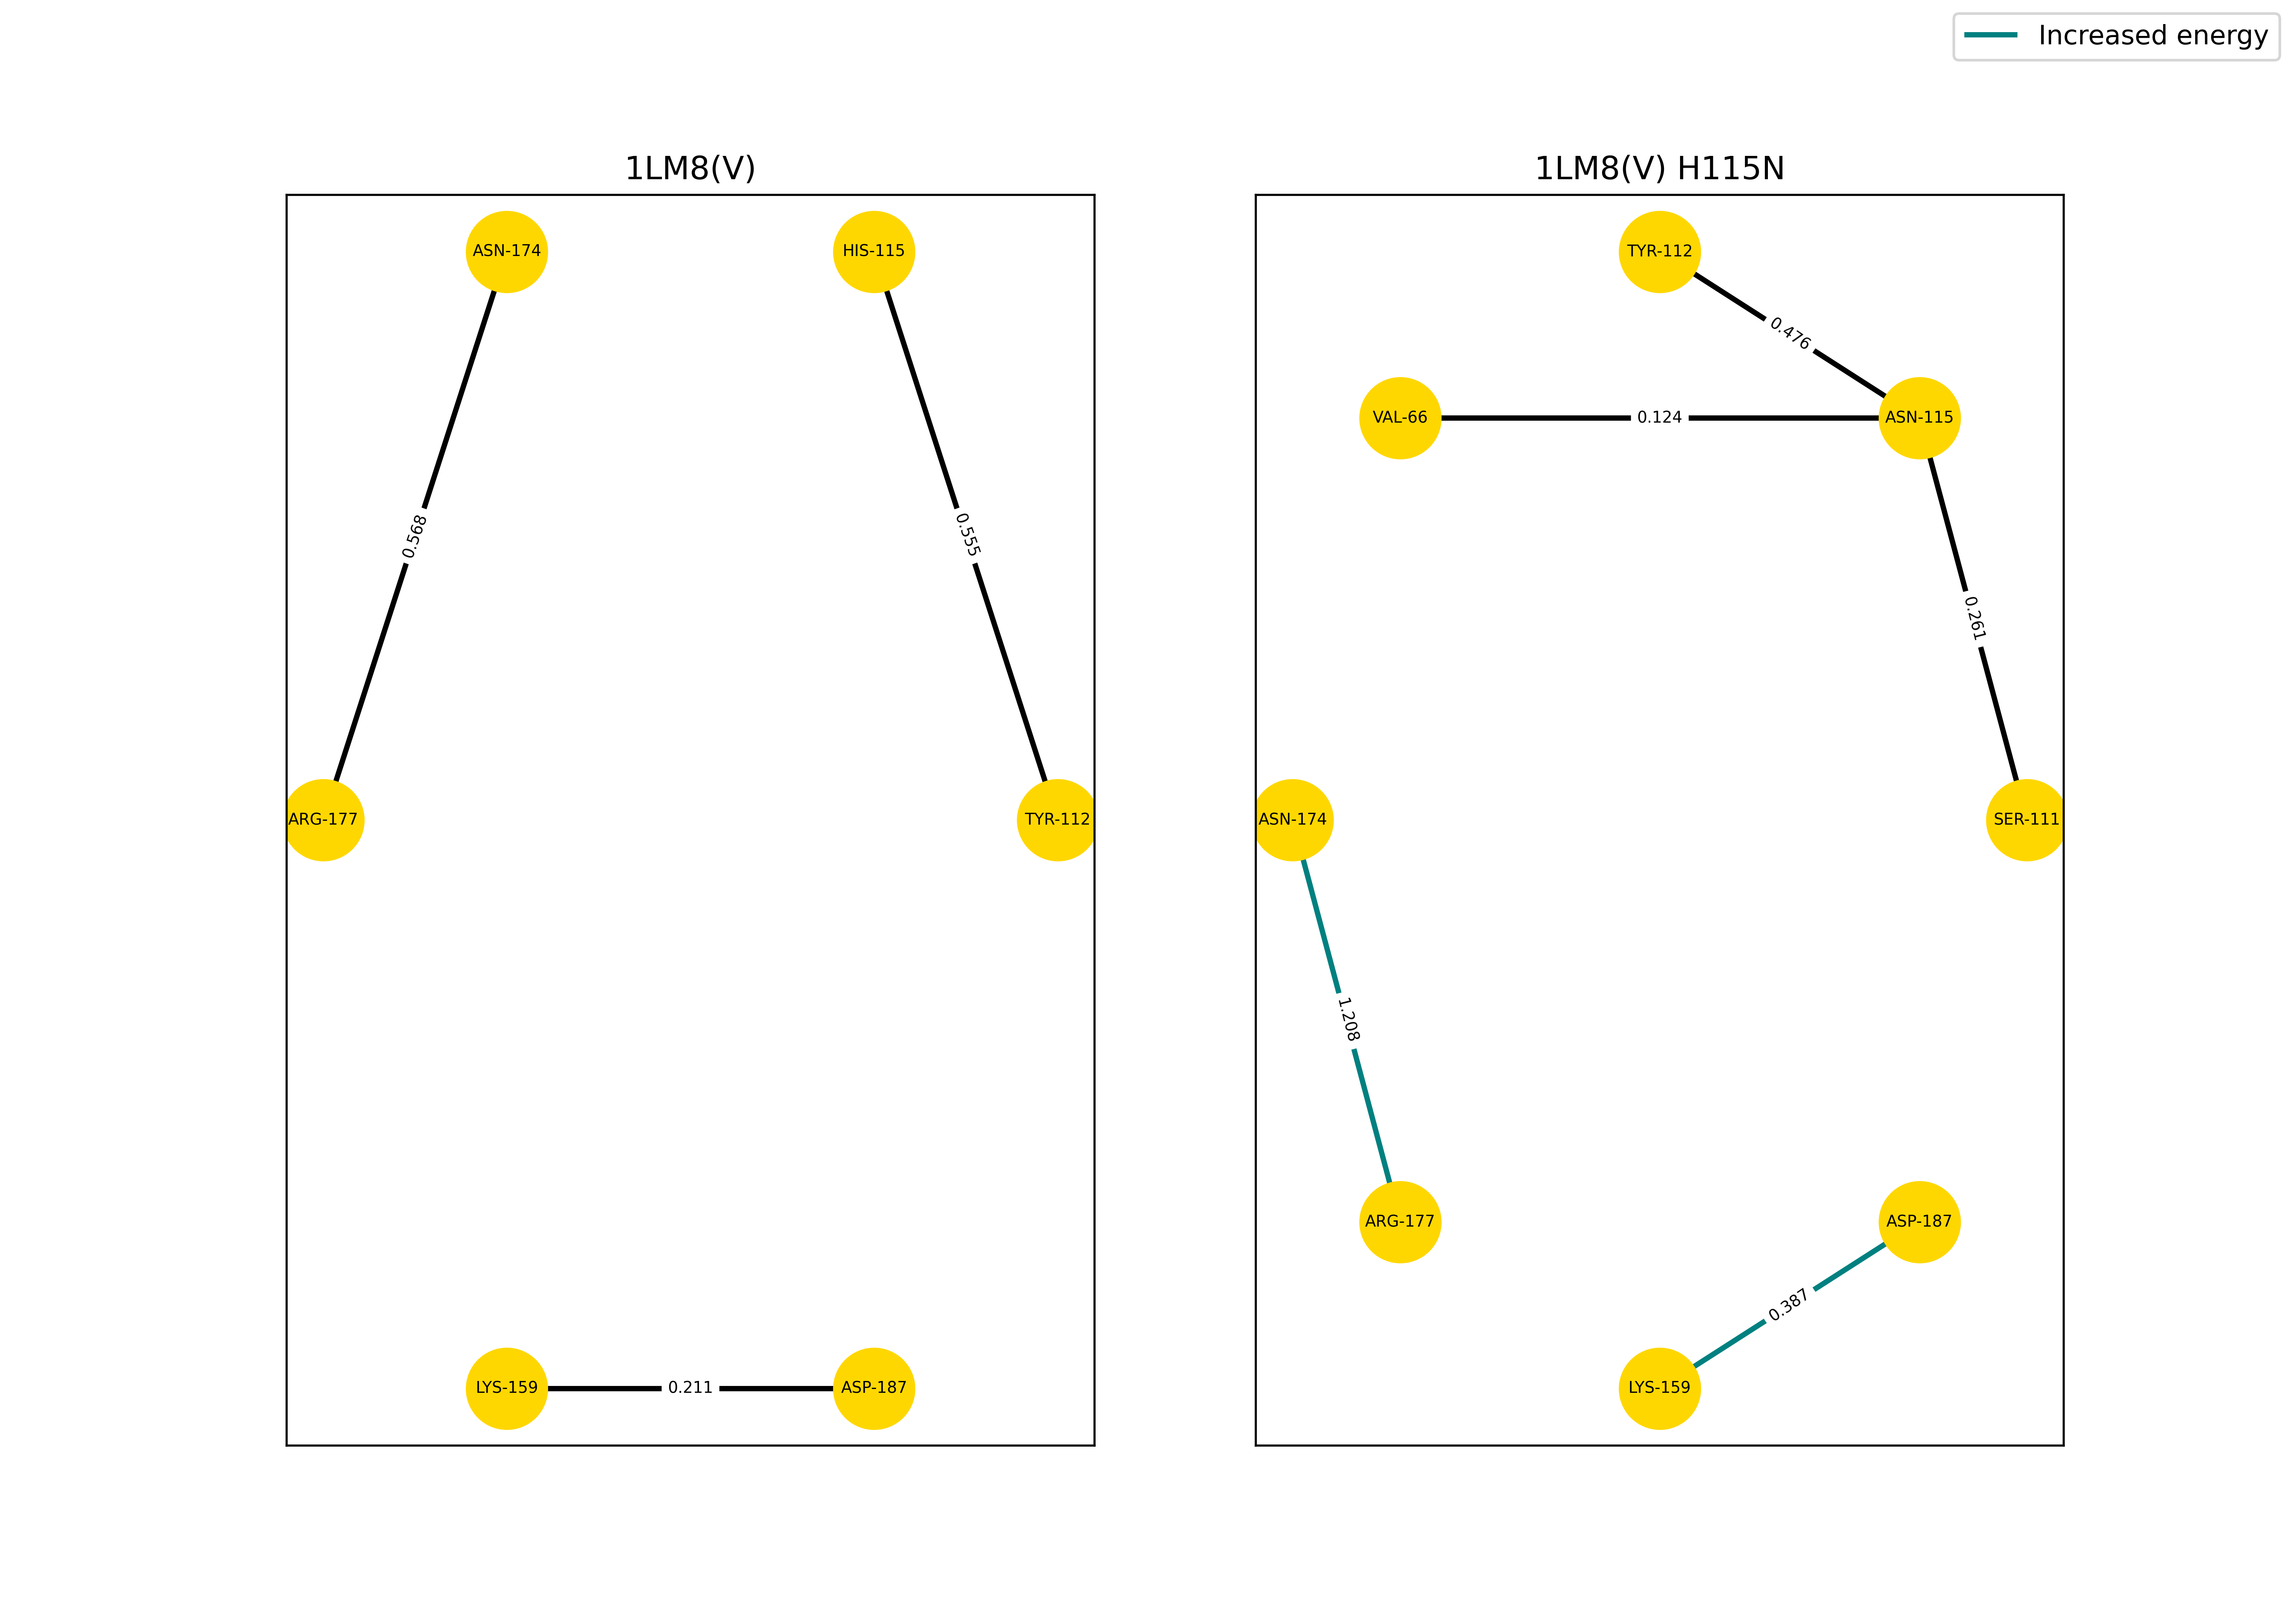 Increased energy
1LM8(V)
ASN-174
HIS-115
0.568
0.555
ARG-177
TYR-112
LYS-159
0.211
ASP-187
1LM8(V) H115N
TYR-112
0.476
VAL-66
0.124
ASN-115
0.261
ASN-174
SER-111
1.208
ARG-177
ASP-187
0.387
LYS-159